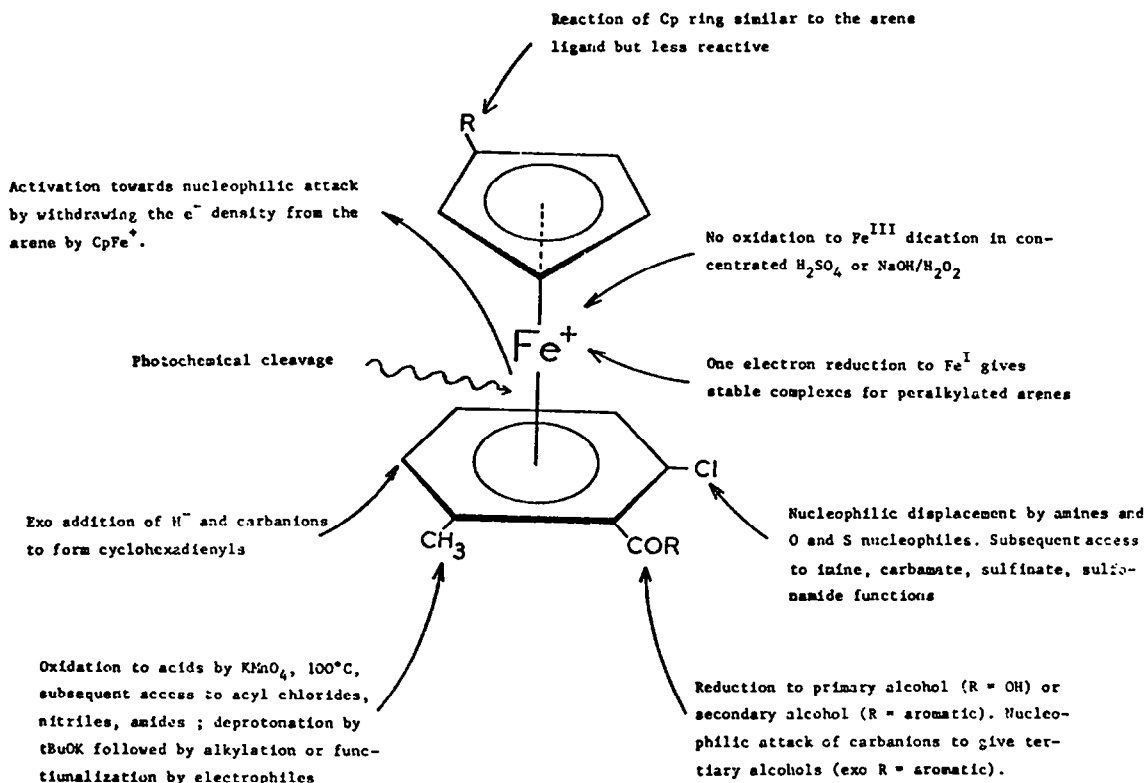 Reaction of Cp ring similar to the arene
ligand but less reactive
R
Activation towards nucleophilic attack
by withdrawing the e⁻ density from the
arene by CpFe⁺.
No oxidation to Fe^III dication in con-
centrated H₂SO₄ or NaOH/H₂O₂
Fe⁺
Photochemical cleavage
One electron reduction to Fe^I gives
stable complexes for peralkylated arenes
Cl
Exo addition of H⁻ and carbanions
to form cyclohexadienyls
CH₃
COR
Nucleophilic displacement by amines and
O and S nucleophiles. Subsequent access
to imine, carbamate, sulfinate, sulfo-
namide functions
Oxidation to acids by KMnO₄, 100°C,
subsequent access to acyl chlorides,
nitriles, amides ; deprotonation by
tBuOK followed by alkylation or func-
tionalization by electrophiles
Reduction to primary alcohol (R = OH) or
secondary alcohol (R = aromatic). Nucleo-
philic attack of carbanions to give ter-
tiary alcohols (exo R = aromatic).